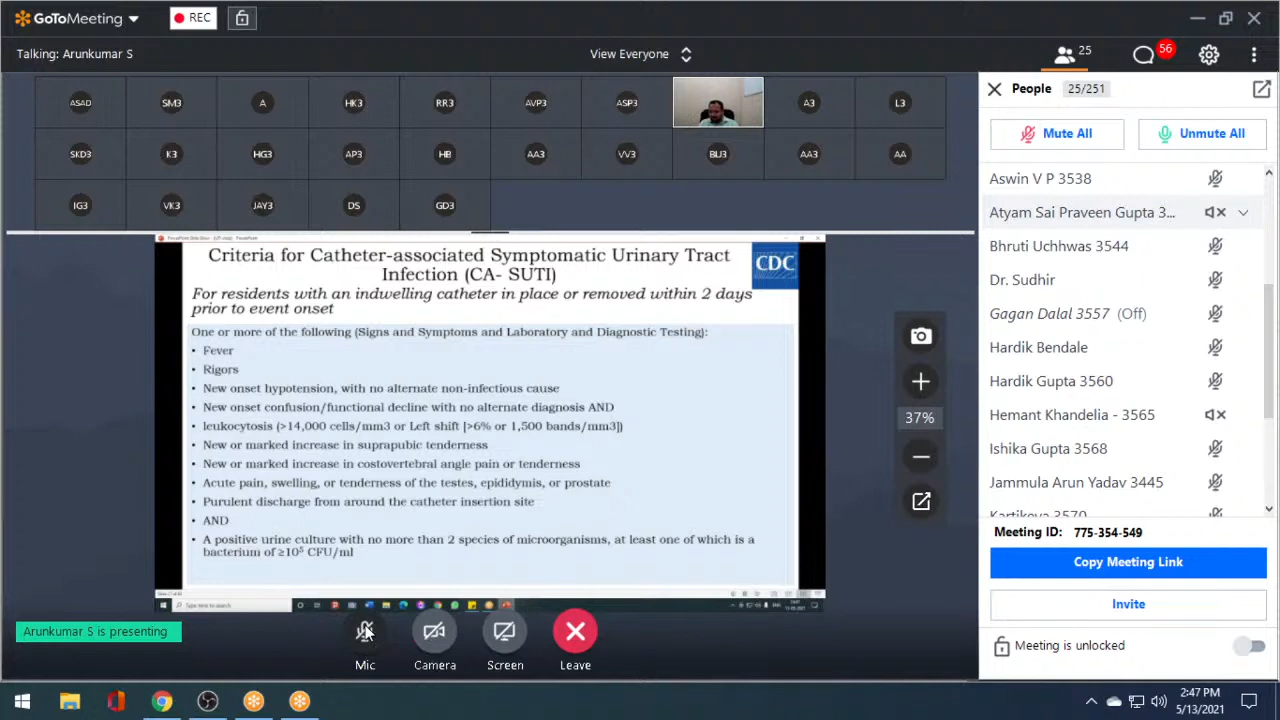 GoToMeeting
REC
Talking: Arunkumar S
View Everyone
25
56
ASAD SM3 A HK3 RR3 AVP3 ASP3 A3 L3
SKD3 K3 HG3 AP3 HB AA3 VV3 BU3 AA3 AA
IG3 VK3 JAY3 DS GD3
People 25/251
Mute All
Unmute All
Aswin V P 3538
Atyam Sai Praveen Gupta 3...
Bhruti Uchhwas 3544
Dr. Sudhir
Gagan Dalal 3557 (Off)
Hardik Bendale
Hardik Gupta 3560
Hemant Khandelia - 3565
Ishika Gupta 3568
Jammula Arun Yadav 3445
Kartikeya 3570
Meeting ID: 775-354-549
Copy Meeting Link
Invite
Meeting is unlocked
Criteria for Catheter-associated Symptomatic Urinary Tract
Infection (CA- SUTI)
CDC
For residents with an indwelling catheter in place or removed within 2 days
prior to event onset
One or more of the following (Signs and Symptoms and Laboratory and Diagnostic Testing):
• Fever
• Rigors
• New onset hypotension, with no alternate non-infectious cause
• New onset confusion/functional decline with no alternate diagnosis AND
• leukocytosis (>14,000 cells/mm3 or Left shift [>6% or 1,500 bands/mm3])
• New or marked increase in suprapubic tenderness
• New or marked increase in costovertebral angle pain or tenderness
• Acute pain, swelling, or tenderness of the testes, epididymis, or prostate
• Purulent discharge from around the catheter insertion site
• AND
• A positive urine culture with no more than 2 species of microorganisms, at least one of which is a
bacterium of ≥10⁵ CFU/ml
Type here to search
37%
Arunkumar S is presenting
Mic
Camera
Screen
Leave
2:47 PM
5/13/2021